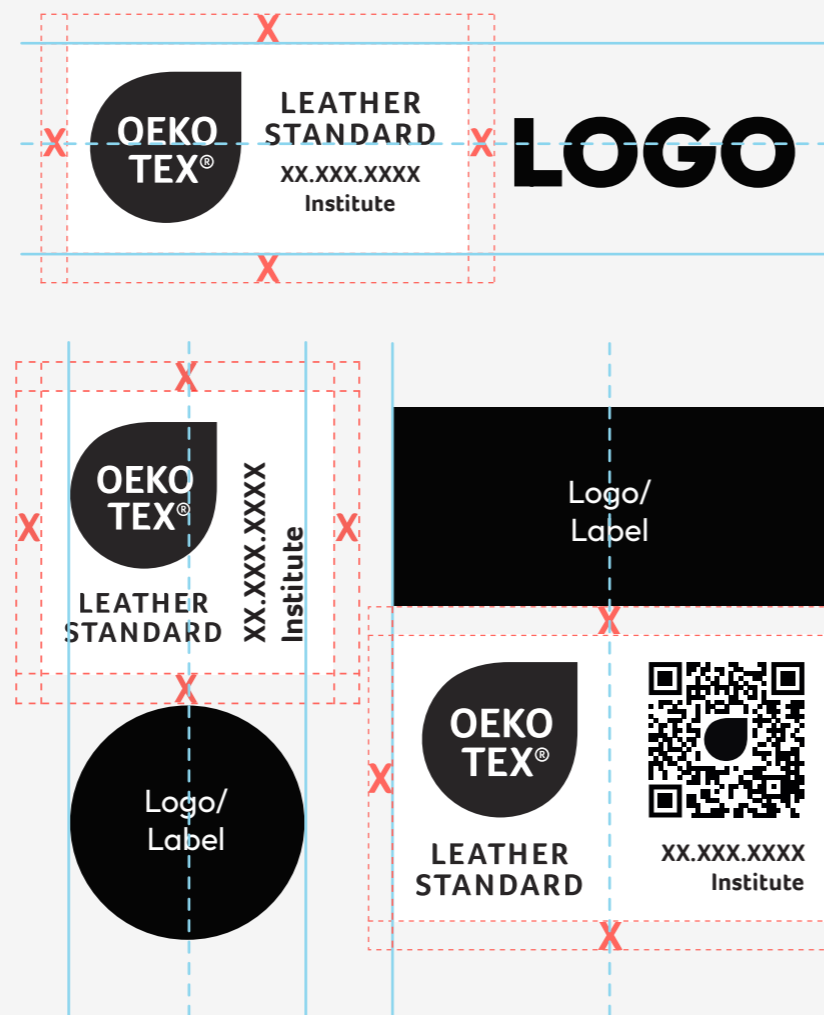 X
OEKO
TEX®
LEATHER
STANDARD
XX.XXX.XXXX
Institute
X
X
LOGO
X
X
OEKO
TEX®
LEATHER
STANDARD
XX.XXX.XXXX
Institute
X
X
X
Logo/
Label
Logo/
Label
X
OEKO
TEX®
LEATHER
STANDARD
XX.XXX.XXXX
Institute
X
X